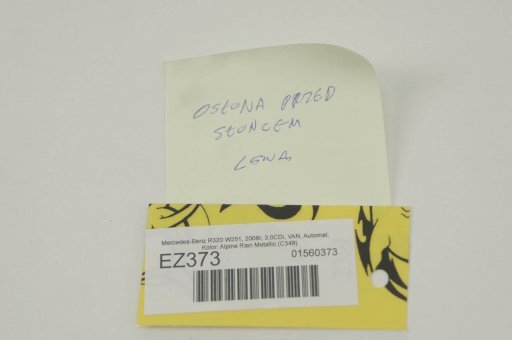 OSŁONA PRZED
SŁOŃCEM
LEWA
Mercedes-Benz R320 W251, 2008r, 3.0CDi, VAN, Automat,
Kolor: Alpine Rain Metallic (C349)
EZ373
01560373